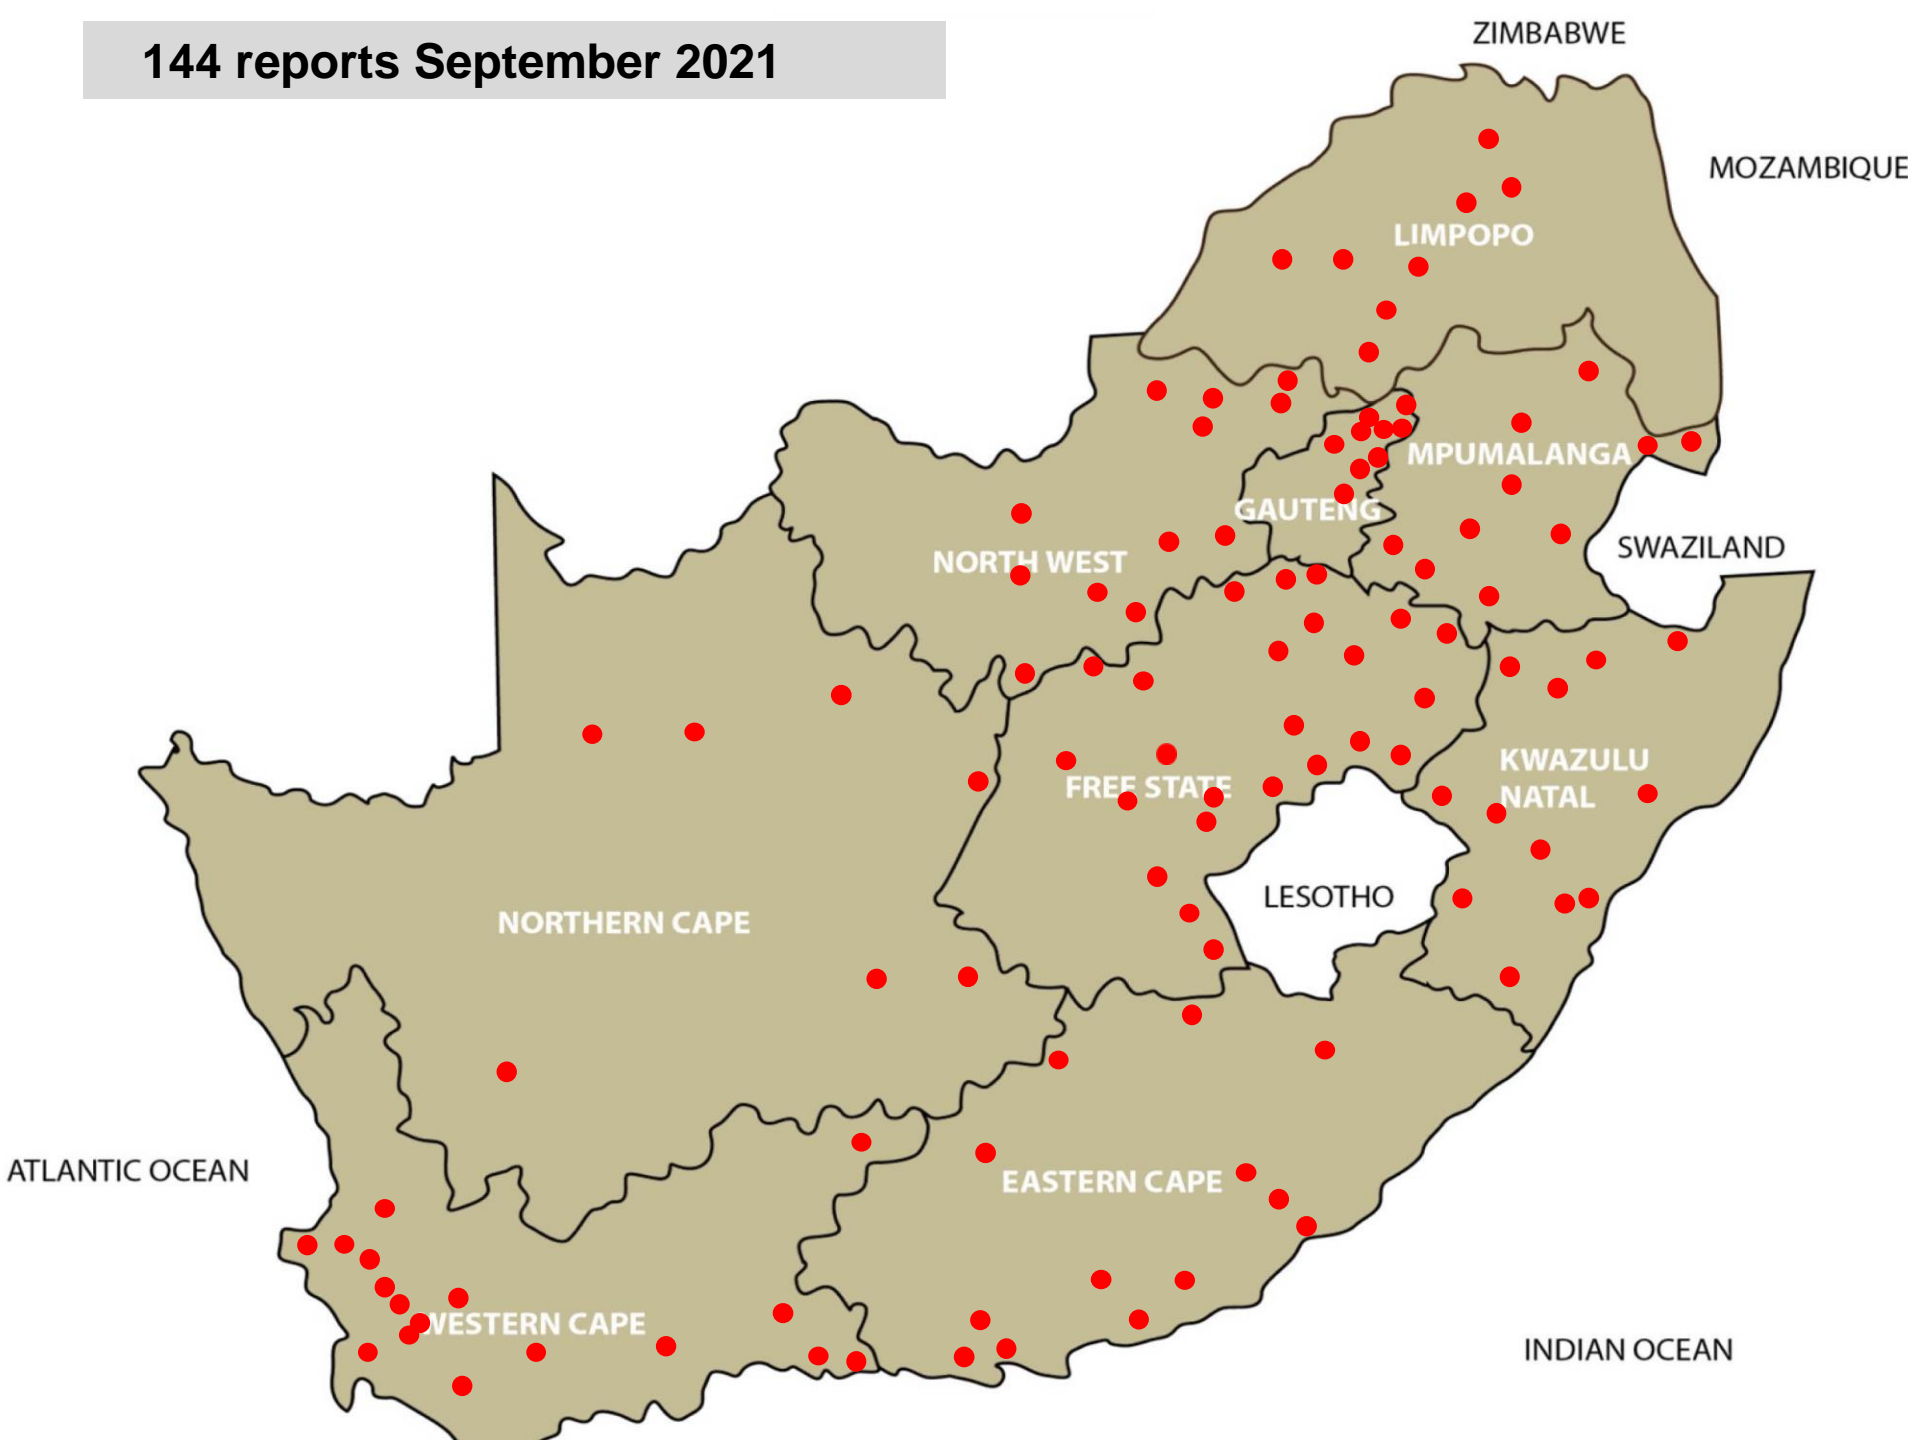 144 reports September 2021
ZIMBABWE
MOZAMBIQUE
LIMPOPO
MPUMALANGA
GAUTENG
SWAZILAND
NORTH WEST
KWAZULU
NATAL
FREE STATE
LESOTHO
NORTHERN CAPE
ATLANTIC OCEAN
EASTERN CAPE
WESTERN CAPE
INDIAN OCEAN